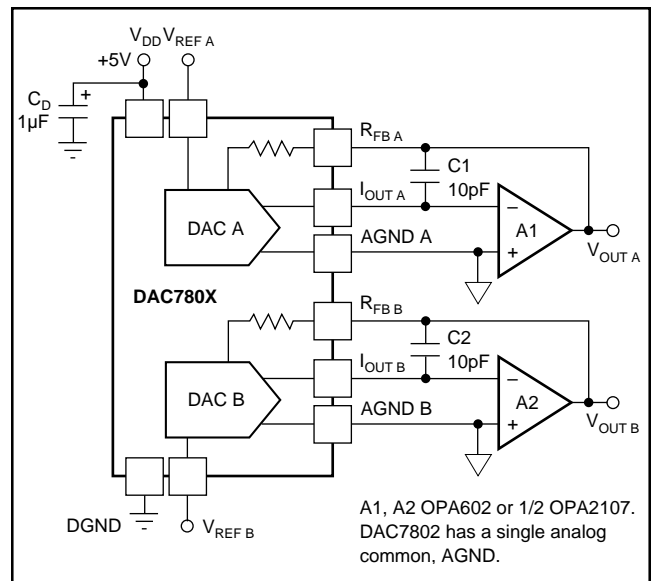 V_DD V_REF A
+5V
C_D
+
1µF
R_FB A
C1
10pF
I_OUT A
–
A1
+
DAC A
AGND A
V_OUT A
DAC780X
R_FB B
C2
10pF
I_OUT B
–
A2
+
DAC B
AGND B
V_OUT B
DGND
V_REF B
A1, A2 OPA602 or 1/2 OPA2107.
DAC7802 has a single analog
common, AGND.